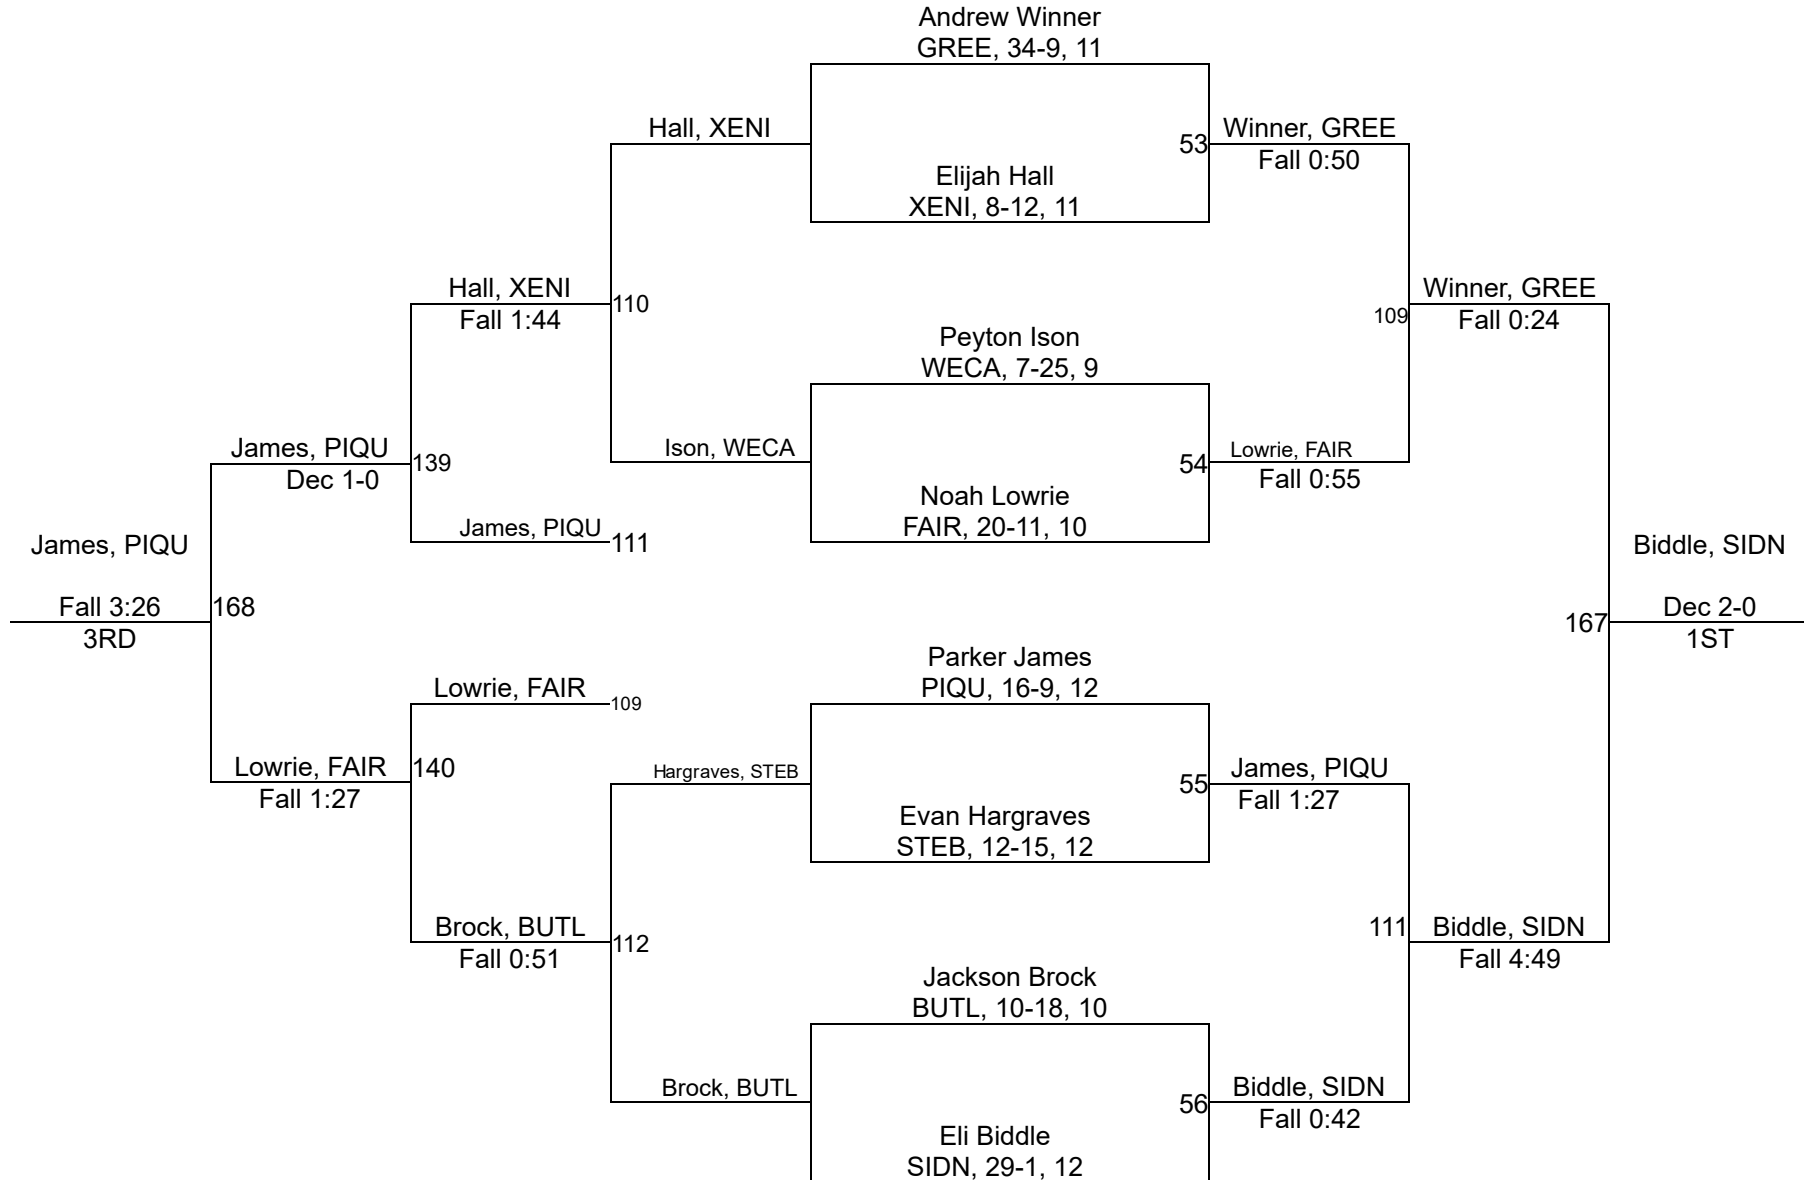 Andrew Winner
GREE, 34-9, 11
Hall, XENI
53
Winner, GREE
Fall 0:50
Elijah Hall
XENI, 8-12, 11
Hall, XENI
Fall 1:44
110
Winner, GREE
109
Fall 0:24
Peyton Ison
WECA, 7-25, 9
James, PIQU
Dec 1-0
139
Ison, WECA
54
Lowrie, FAIR
Fall 0:55
Noah Lowrie
FAIR, 20-11, 10
James, PIQU
111
James, PIQU
Fall 3:26
3RD
168
Biddle, SIDN
167
Dec 2-0
1ST
Parker James
PIQU, 16-9, 12
Lowrie, FAIR
109
Lowrie, FAIR
Fall 1:27
140
Hargraves, STEB
55
James, PIQU
Fall 1:27
Evan Hargraves
STEB, 12-15, 12
Brock, BUTL
Fall 0:51
112
111
Biddle, SIDN
Fall 4:49
Jackson Brock
BUTL, 10-18, 10
Brock, BUTL
56
Biddle, SIDN
Fall 0:42
Eli Biddle
SIDN, 29-1, 12